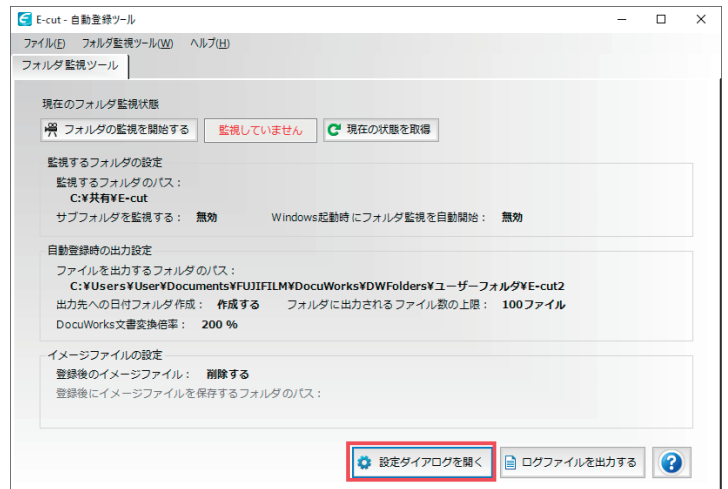 E-cut - 自動登録ツール
ファイル(F) フォルダ監視ツール(W) ヘルプ(H)
フォルダ監視ツール
現在のフォルダ監視状態
フォルダの監視を開始する 監視していません 現在の状態を取得
監視するフォルダの設定
監視するフォルダのパス：
C:¥共有¥E-cut
サブフォルダを監視する： 無効 Windows起動時にフォルダ監視を自動開始： 無効
自動登録時の出力設定
ファイルを出力するフォルダのパス：
C:¥Users¥User¥Documents¥FUJIFILM¥DocuWorks¥DWFolders¥ユーザーフォルダ¥E-cut2
出力先への日付フォルダ作成： 作成する フォルダに出力されるファイル数の上限： 100ファイル
DocuWorks文書変換倍率： 200 %
イメージファイルの設定
登録後のイメージファイル： 削除する
登録後にイメージファイルを保存するフォルダのパス：
設定ダイアログを開く ログファイルを出力する ?